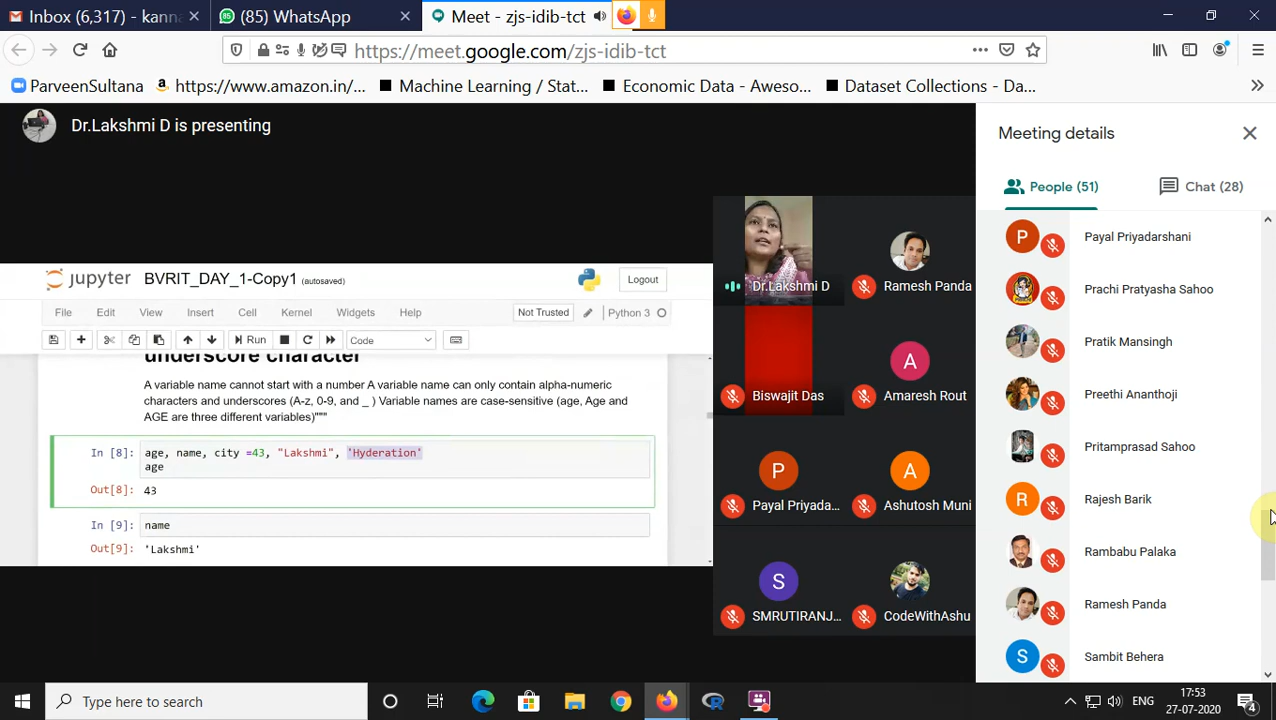 Inbox (6,317) - kanna
(85) WhatsApp
Meet - zjs-idib-tct
https://meet.google.com/zjs-idib-tct
ParveenSultana
https://www.amazon.in/...
Machine Learning / Stat...
Economic Data - Aweso...
Dataset Collections - Da...
Dr.Lakshmi D is presenting
Meeting details
People (51)
Chat (28)
Payal Priyadarshani
Prachi Pratyasha Sahoo
Pratik Mansingh
Preethi Ananthoji
Pritamprasad Sahoo
R
Rajesh Barik
Rambabu Palaka
Ramesh Panda
S
Sambit Behera
P
Dr.Lakshmi D
Ramesh Panda
A
Biswajit Das
Amaresh Rout
P
A
Payal Priyada...
Ashutosh Muni
S
SMRUTIRANJ...
CodeWithAshu
jupyter
BVRIT_DAY_1-Copy1 (autosaved)
Logout
File Edit View Insert Cell Kernel Widgets Help
Not Trusted
Python 3
Run
Code
underscore character
A variable name cannot start with a number A variable name can only contain alpha-numeric
characters and underscores (A-z, 0-9, and _ ) Variable names are case-sensitive (age, Age and
AGE are three different variables)"""
In [8]: age, name, city =43, "Lakshmi", 'Hyderation'
age
Out[8]: 43
In [9]: name
Out[9]: 'Lakshmi'
Type here to search
R
ENG
17:53
27-07-2020
4